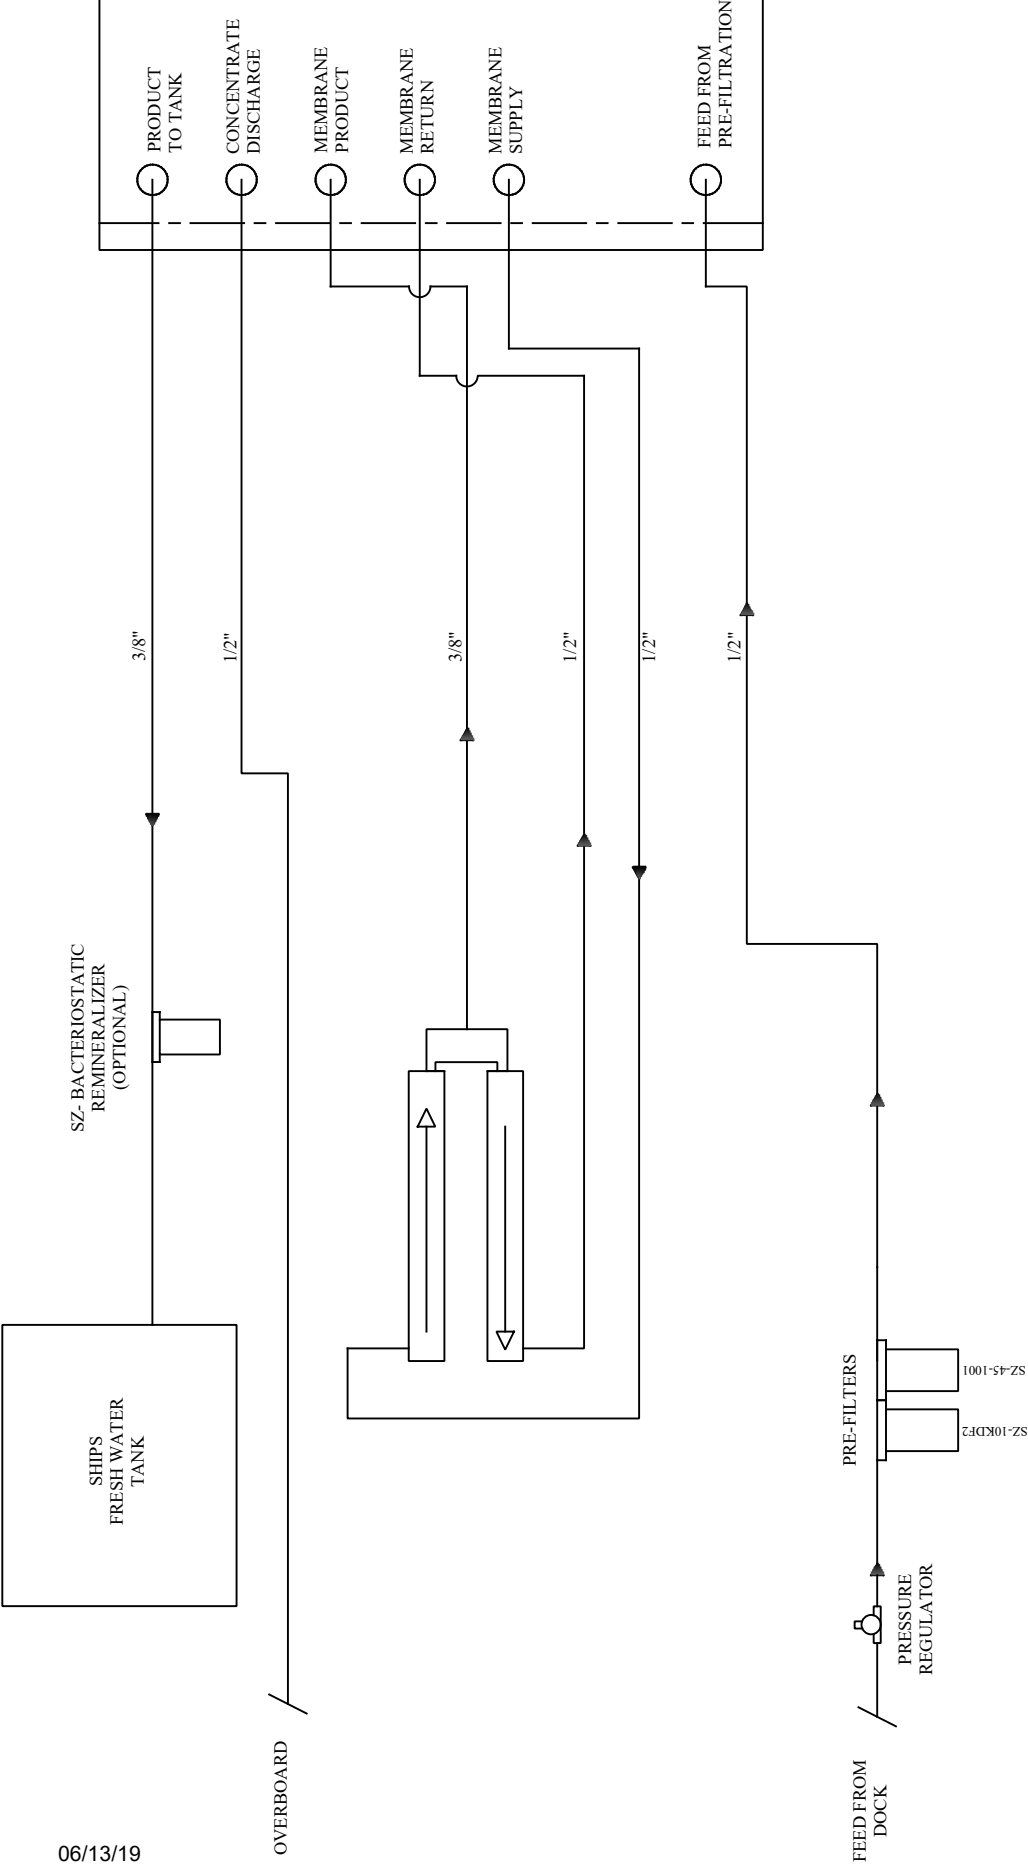 PRODUCT
TO TANK
CONCENTRATE
DISCHARGE
MEMBRANE
PRODUCT
MEMBRANE
RETURN
MEMBRANE
SUPPLY
FEED FROM
PRE-FILTRATION
3/8"
1/2"
3/8"
1/2"
1/2"
1/2"
SZ- BACTERIOSTATIC
REMINERALIZER
(OPTIONAL)
SHIPS
FRESH WATER
TANK
PRE-FILTERS
SZ-45-1001
SZ-10KDF2
PRESSURE
REGULATOR
OVERBOARD
FEED FROM
DOCK
06/13/19